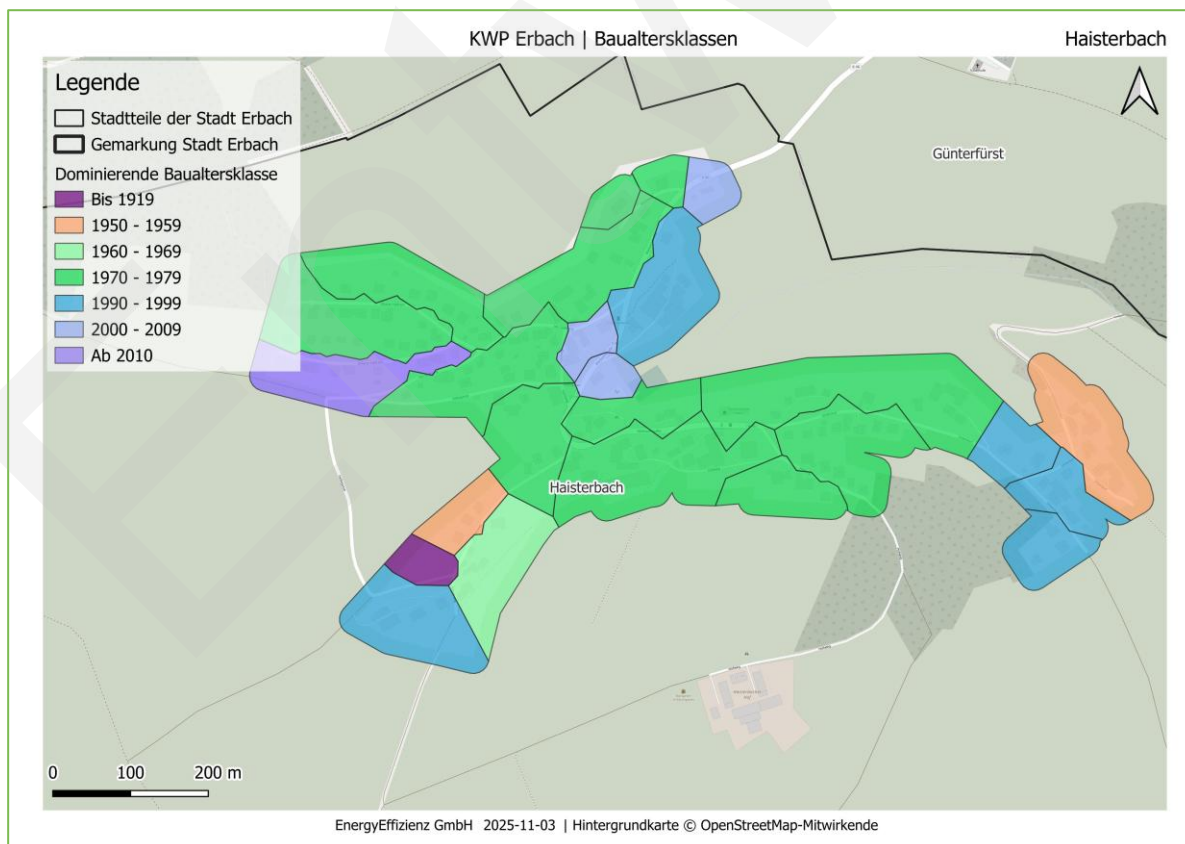 KWP Erbach | Baualtersklassen
Haisterbach
Legende
Stadtteile der Stadt Erbach
Gemarkung Stadt Erbach
Dominierende Baualtersklasse
Bis 1919
1950 - 1959
1960 - 1969
1970 - 1979
1990 - 1999
2000 - 2009
Ab 2010
Günterfürst
Haisterbach
0 100 200 m
EnergyEffizienz GmbH 2025-11-03 | Hintergrundkarte © OpenStreetMap-Mitwirkende